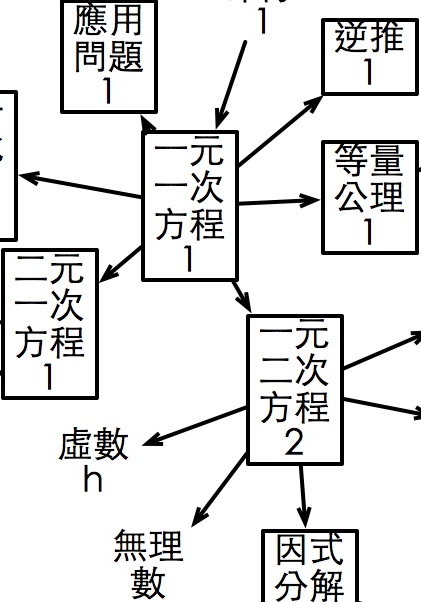 應用
問題
1
1
逆推
1
一元
一次
方程
1
等量
公理
1
二元
一次
方程
1
一元
二次
方程
2
虛數
h
無理
數
因式
分解